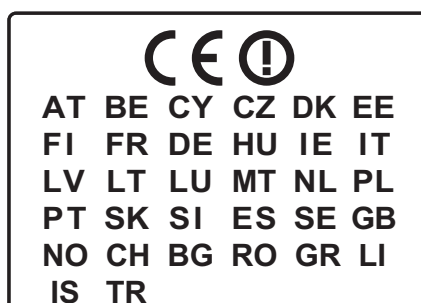 CE
AT BE CY CZ DK EE
FI FR DE HU IE IT
LV LT LU MT NL PL
PT SK SI ES SE GB
NO CH BG RO GR LI
IS TR